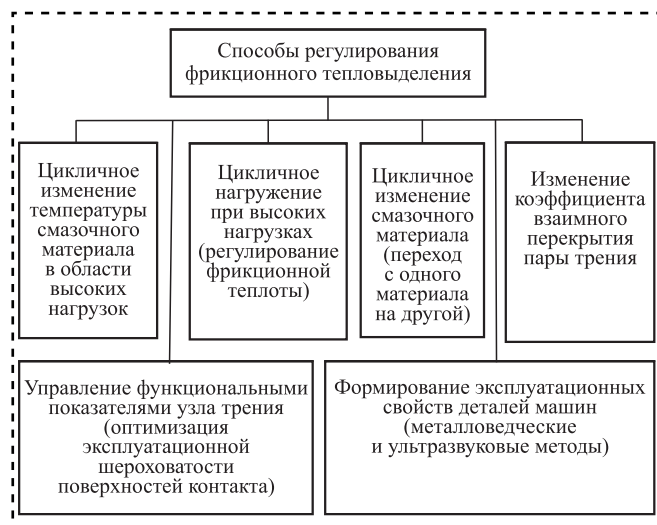 Способы регулирования
фрикционного тепловыделения
Цикличное
изменение
температуры
смазочного
материала
в области
высоких
нагрузок
Цикличное
нагружение
при высоких
нагрузках
(регулирование
фрикционной
теплоты)
Цикличное
изменение
смазочного
материала
(переход
с одного
материала
на другой)
Изменение
коэффициента
взаимного
перекрытия
пары трения
Управление функциональными
показателями узла трения
(оптимизация
эксплуатационной
шероховатости
поверхностей контакта)
Формирование эксплуатационных
свойств деталей машин
(металловедческие
и ультразвуковые методы)